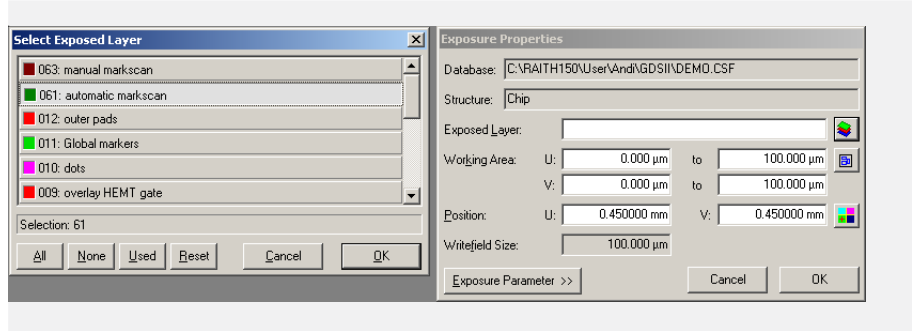 Select Exposed Layer
063: manual markscan
061: automatic markscan
012: outer pads
011: Global markers
010: dots
009: overlay HEMT gate
Selection: 61
All None Used Reset Cancel OK
Exposure Properties
Database: C:\RAITH150\User\Andi\GDSII\DEMO.CSF
Structure: Chip
Exposed Layer:
Working Area: U: 0.000 µm to 100.000 µm
V: 0.000 µm to 100.000 µm
Position: U: 0.450000 mm V: 0.450000 mm
Writefield Size: 100.000 µm
Exposure Parameter >> Cancel OK